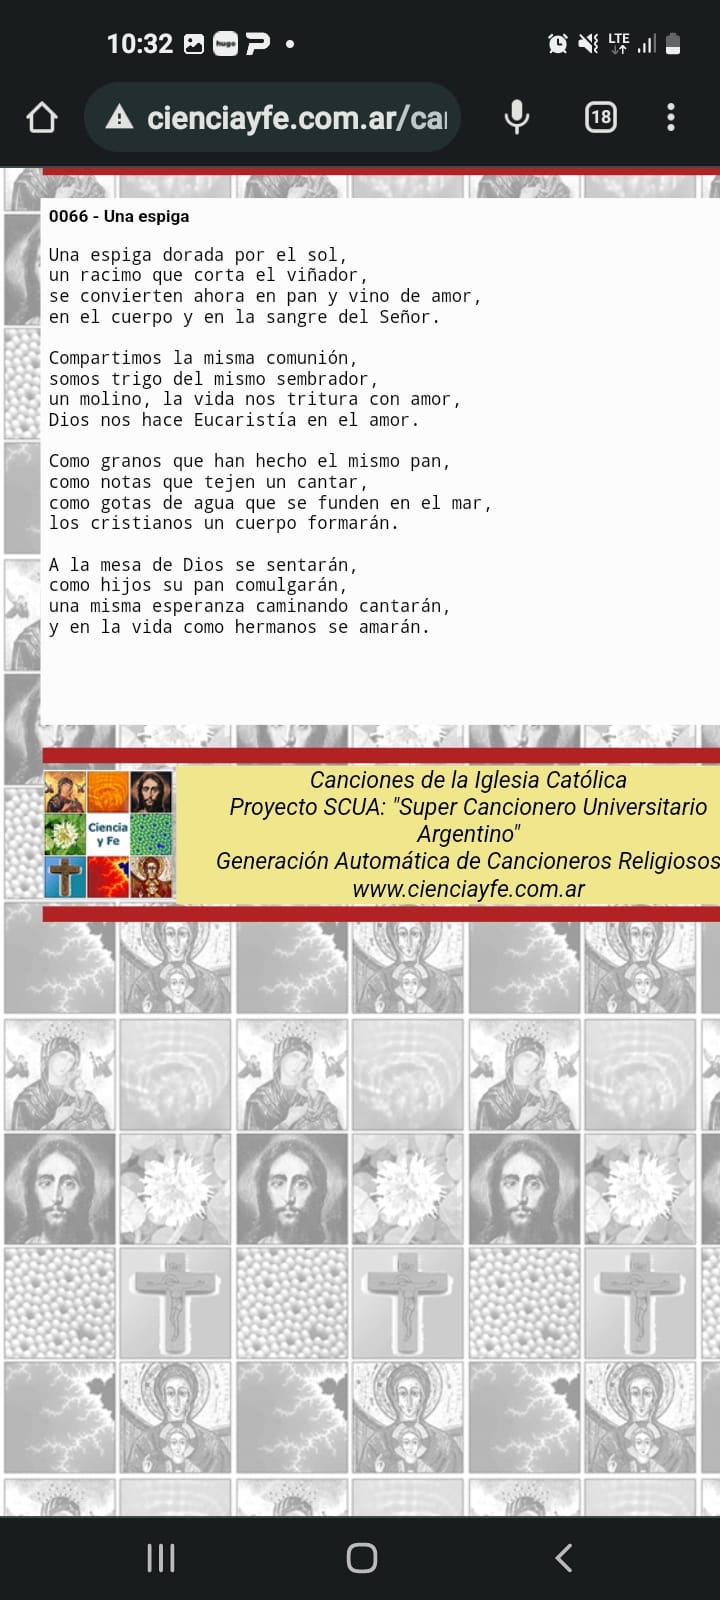 10:32 hugo LTE
cienciayfe.com.ar/ca 18
0066 - Una espiga
Una espiga dorada por el sol,
un racimo que corta el viñador,
se convierten ahora en pan y vino de amor,
en el cuerpo y en la sangre del Señor.
Compartimos la misma comunión,
somos trigo del mismo sembrador,
un molino, la vida nos tritura con amor,
Dios nos hace Eucaristía en el amor.
Como granos que han hecho el mismo pan,
como notas que tejen un cantar,
como gotas de agua que se funden en el mar,
los cristianos un cuerpo formarán.
A la mesa de Dios se sentarán,
como hijos su pan comulgarán,
una misma esperanza caminando cantarán,
y en la vida como hermanos se amarán.
Ciencia
y Fe
Canciones de la Iglesia Católica
Proyecto SCUA: "Super Cancionero Universitario
Argentino"
Generación Automática de Cancioneros Religiosos
www.cienciayfe.com.ar